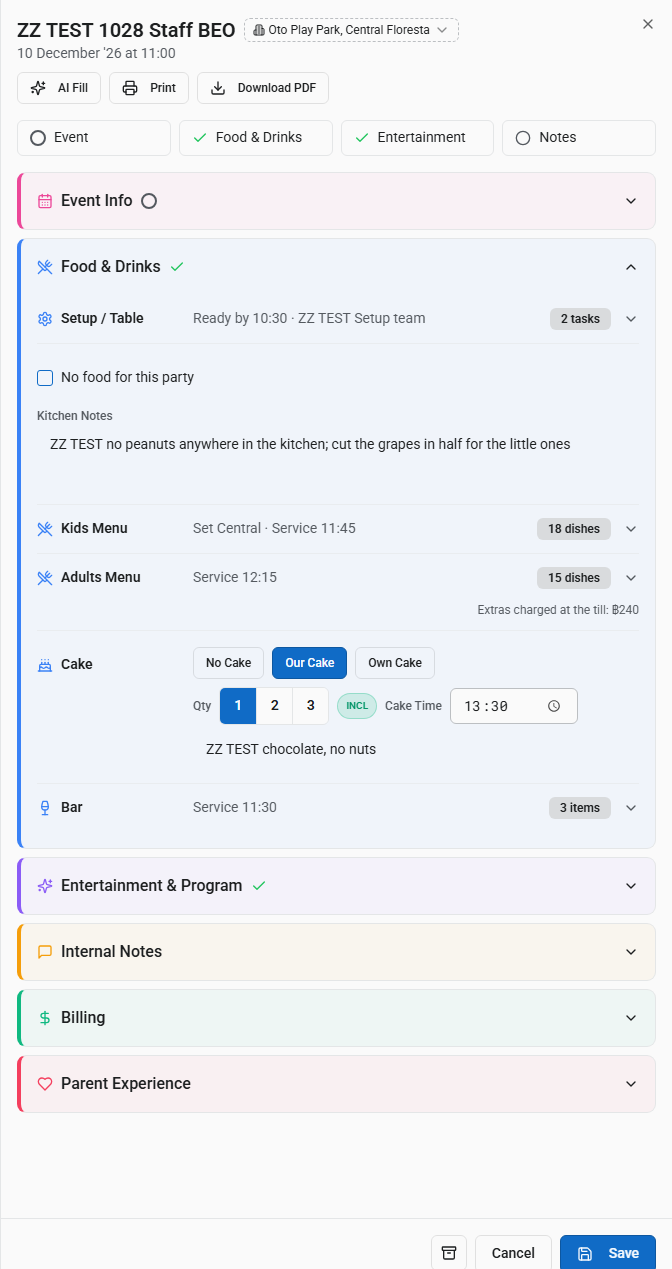 ZZ TEST 1028 Staff BEO
Oto Play Park, Central Floresta
10 December '26 at 11:00
AI Fill
Print
Download PDF
Event
Food & Drinks
Entertainment
Notes
Event Info
Food & Drinks
Setup / Table
Ready by 10:30 · ZZ TEST Setup team
2 tasks
No food for this party
Kitchen Notes
ZZ TEST no peanuts anywhere in the kitchen; cut the grapes in half for the little ones
Kids Menu
Set Central · Service 11:45
18 dishes
Adults Menu
Service 12:15
15 dishes
Extras charged at the till: ฿240
Cake
No Cake
Our Cake
Own Cake
Qty
1
2
3
INCL
Cake Time
13:30
ZZ TEST chocolate, no nuts
Bar
Service 11:30
3 items
Entertainment & Program
Internal Notes
Billing
Parent Experience
Cancel
Save